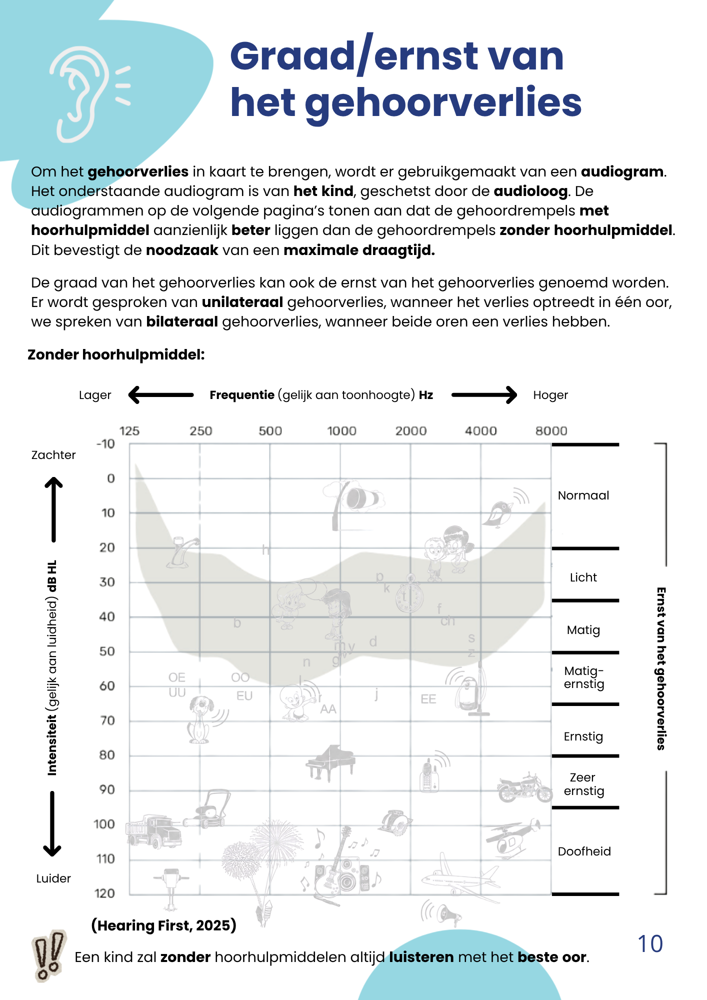 Graad/ernst van
het gehoorverlies
Om het gehoorverlies in kaart te brengen, wordt er gebruikgemaakt van een audiogram.
Het onderstaande audiogram is van het kind, geschetst door de audioloog. De
audiogrammen op de volgende pagina's tonen aan dat de gehoordrempels met
hoorhulpmiddel aanzienlijk beter liggen dan de gehoordrempels zonder hoorhulpmiddel.
Dit bevestigt de noodzaak van een maximale draagtijd.
De graad van het gehoorverlies kan ook de ernst van het gehoorverlies genoemd worden.
Er wordt gesproken van unilateraal gehoorverlies, wanneer het verlies optreedt in één oor,
we spreken van bilateraal gehoorverlies, wanneer beide oren een verlies hebben.
Zonder hoorhulpmiddel:
Lager Frequentie (gelijk aan toonhoogte) Hz Hoger
125 250 500 1000 2000 4000 8000
-10
Zachter
0
Normaal
10
20
h
p
Licht
30
k
t
f
40
b
ch
Matig
s
d
m
v
50
z
n
g
Matig-
ernstig
OE
OO
l
60
UU
EU
j
EE
r
AA
70
Ernstig
80
Zeer
ernstig
90
100
Doofheid
110
Luider
120
Intensiteit (gelijk aan luidheid) dB HL
Ernst van het gehoorverlies
(Hearing First, 2025)
10
!!
Een kind zal zonder hoorhulpmiddelen altijd luisteren met het beste oor.